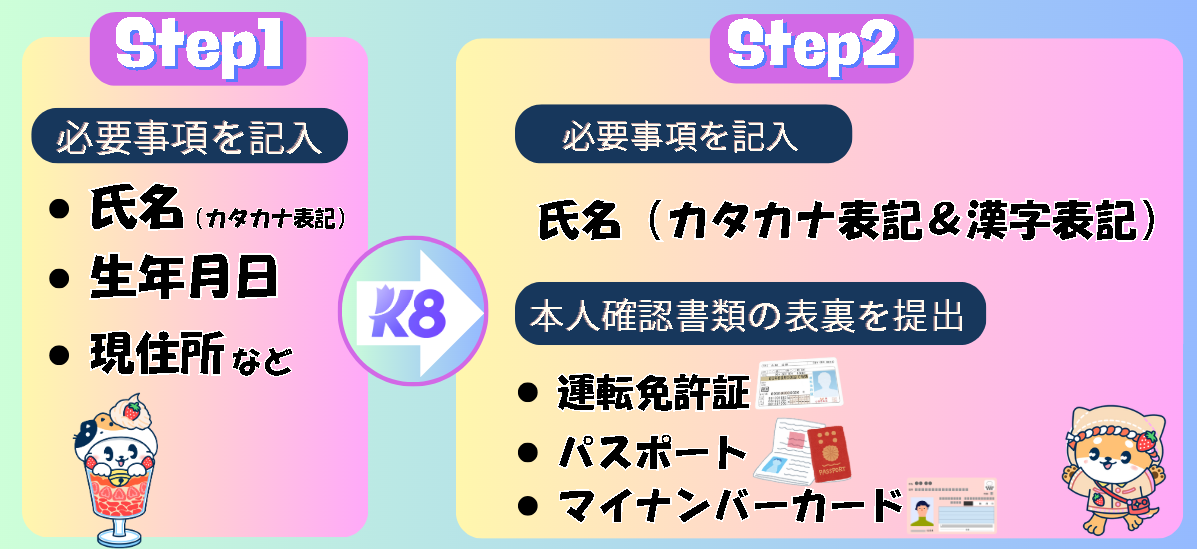 Step1
必要事項を記入
• 氏名（カタカナ表記）
• 生年月日
• 現住所 など
K8
Step2
必要事項を記入
氏名（カタカナ表記＆漢字表記）
本人確認書類の表裏を提出
• 運転免許証
• パスポート
PASSPORT
• マイナンバーカード